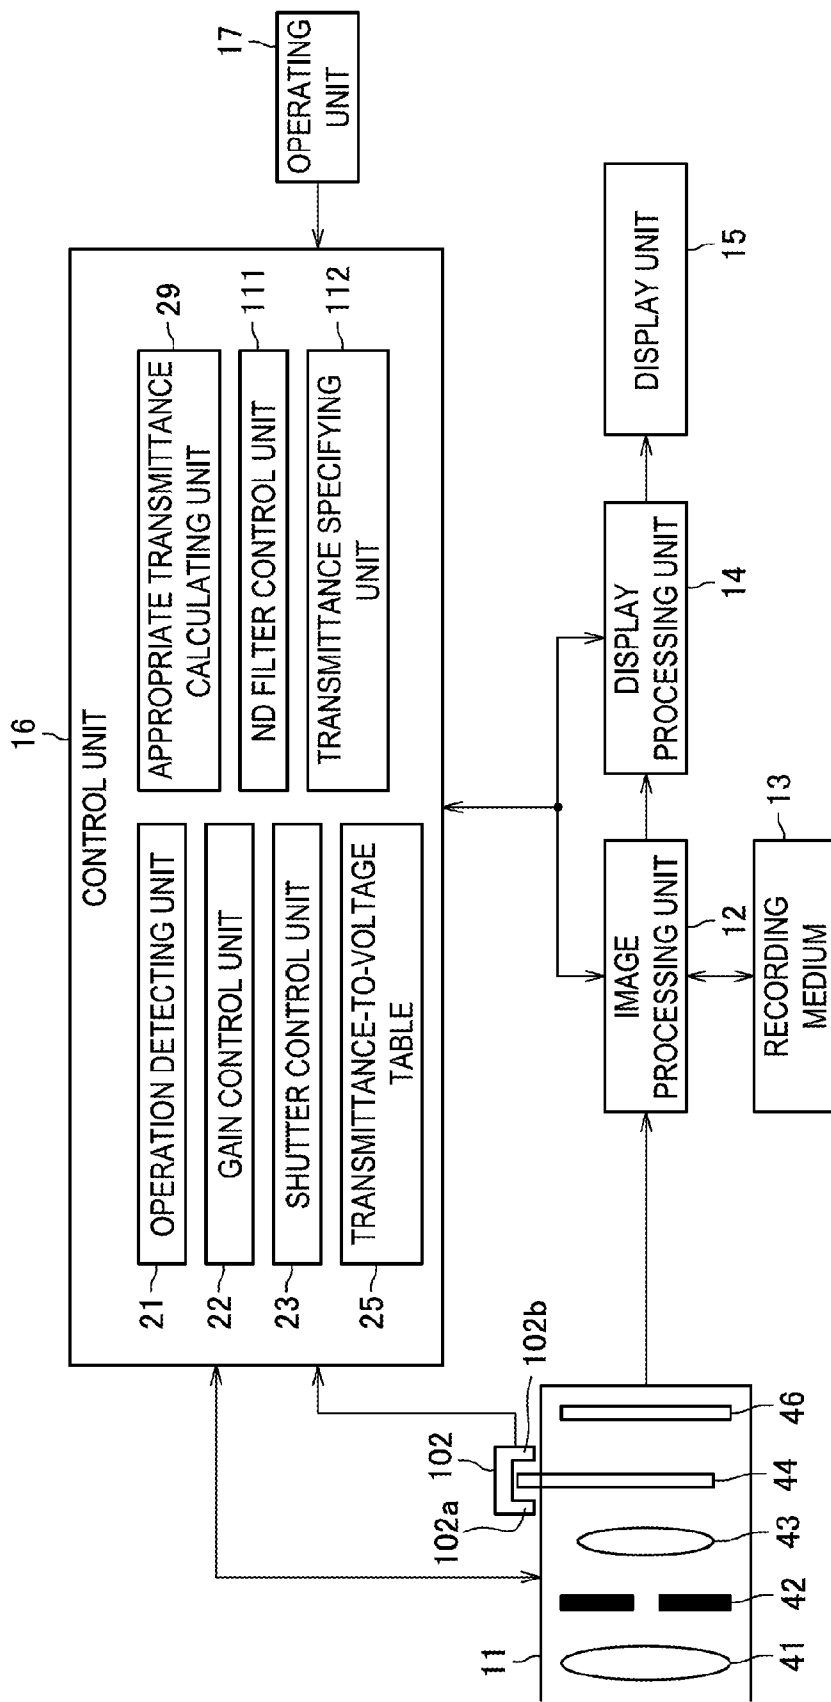 17
OPERATING
UNIT
16
CONTROL UNIT
21
OPERATION DETECTING UNIT
22
GAIN CONTROL UNIT
23
SHUTTER CONTROL UNIT
25
TRANSMITTANCE-TO-VOLTAGE
TABLE
APPROPRIATE TRANSMITTANCE
CALCULATING UNIT
29
ND FILTER CONTROL UNIT
111
TRANSMITTANCE SPECIFYING
UNIT
112
102
102a
102b
11
41
42
43
44
46
IMAGE
PROCESSING UNIT
12
RECORDING
MEDIUM
13
DISPLAY
PROCESSING UNIT
14
DISPLAY UNIT
15